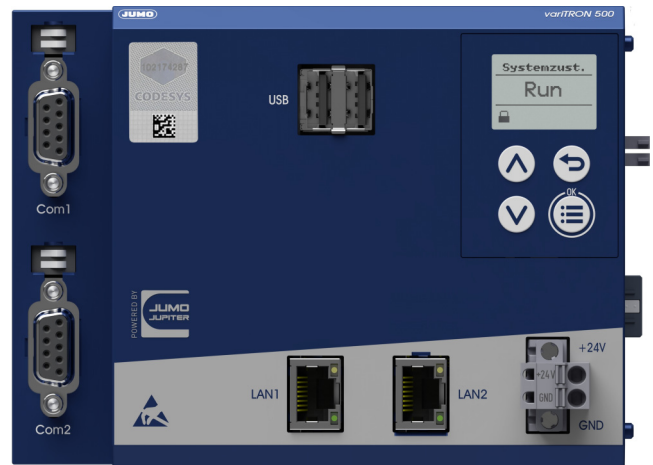 JUMO
variTRON 500
102174287
CODESYS
USB
Systemzust.
Run
OK
Com1
POWERED BY
JUMO
JUPITER
+24V
LAN1
LAN2
+24V
GND
GND
Com2